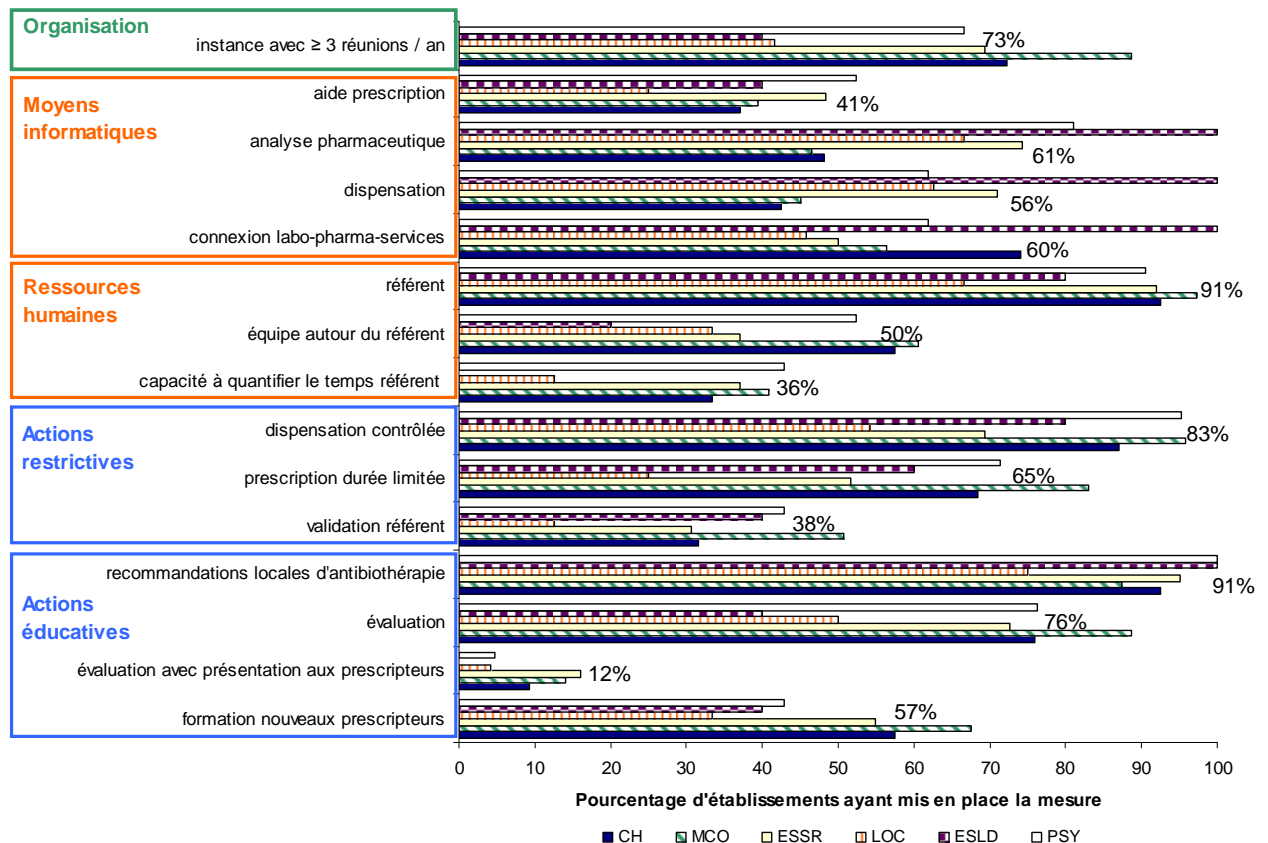 Organisation
instance avec ≥ 3 réunions / an
73%
Moyens
informatiques
aide prescription
41%
analyse pharmaceutique
61%
dispensation
56%
connexion labo-pharma-services
60%
Ressources
humaines
référent
91%
équipe autour du référent
50%
capacité à quantifier le temps référent
36%
Actions
restrictives
dispensation contrôlée
83%
prescription durée limitée
65%
validation référent
38%
Actions
éducatives
recommandations locales d'antibiothérapie
91%
évaluation
76%
évaluation avec présentation aux prescripteurs
12%
formation nouveaux prescripteurs
57%
0 10 20 30 40 50 60 70 80 90 100
Pourcentage d'établissements ayant mis en place la mesure
CH MCO ESSR LOC ESLD PSY